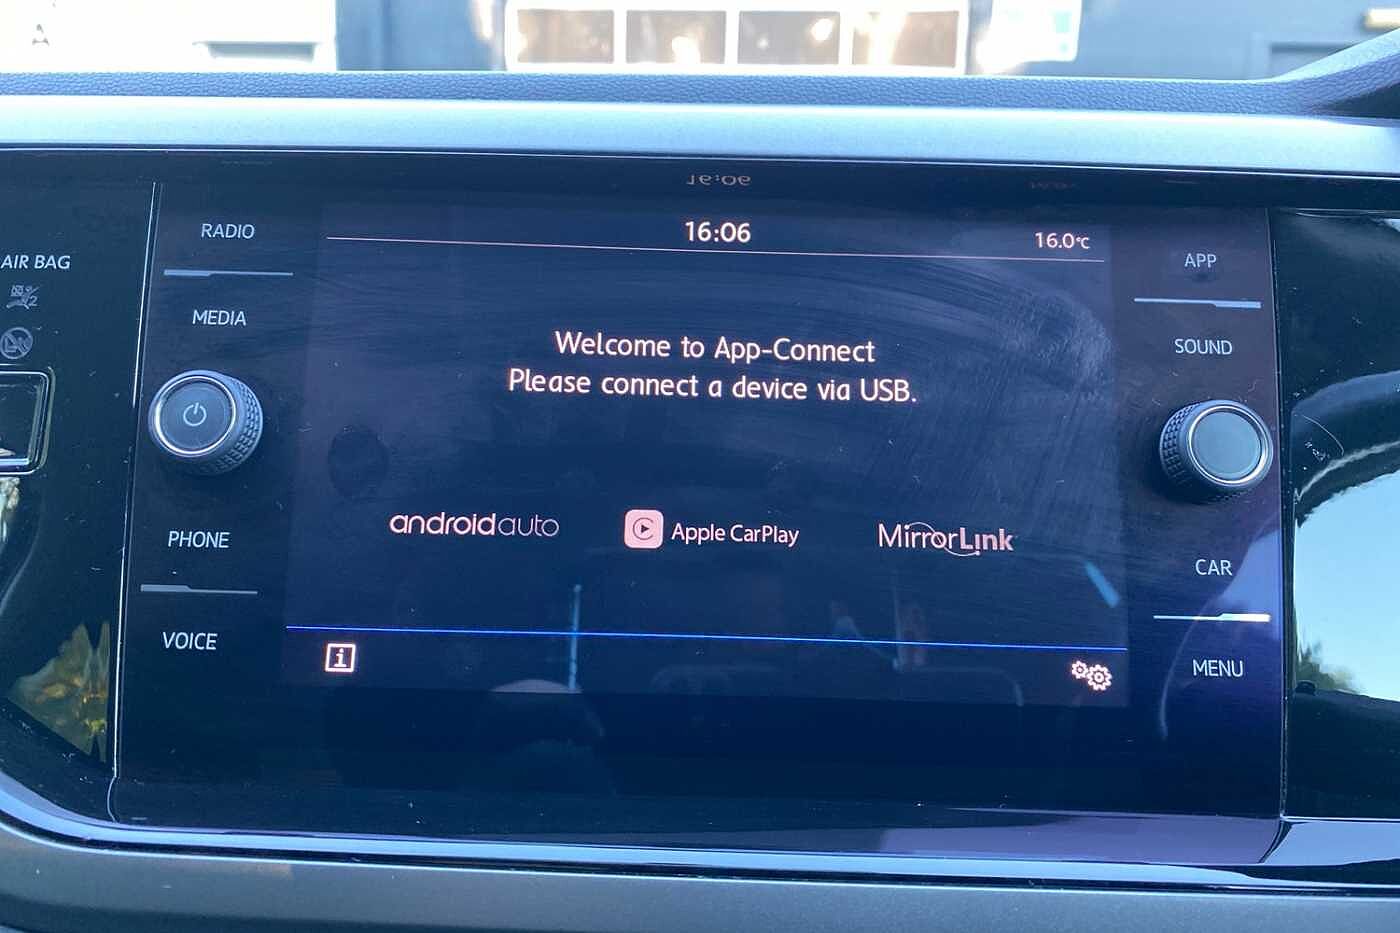 16:06
16.0°C
RADIO
MEDIA
PHONE
VOICE
AIR BAG
2
Welcome to App-Connect
Please connect a device via USB.
androidauto
Apple CarPlay
MirrorLink
i
APP
SOUND
CAR
MENU